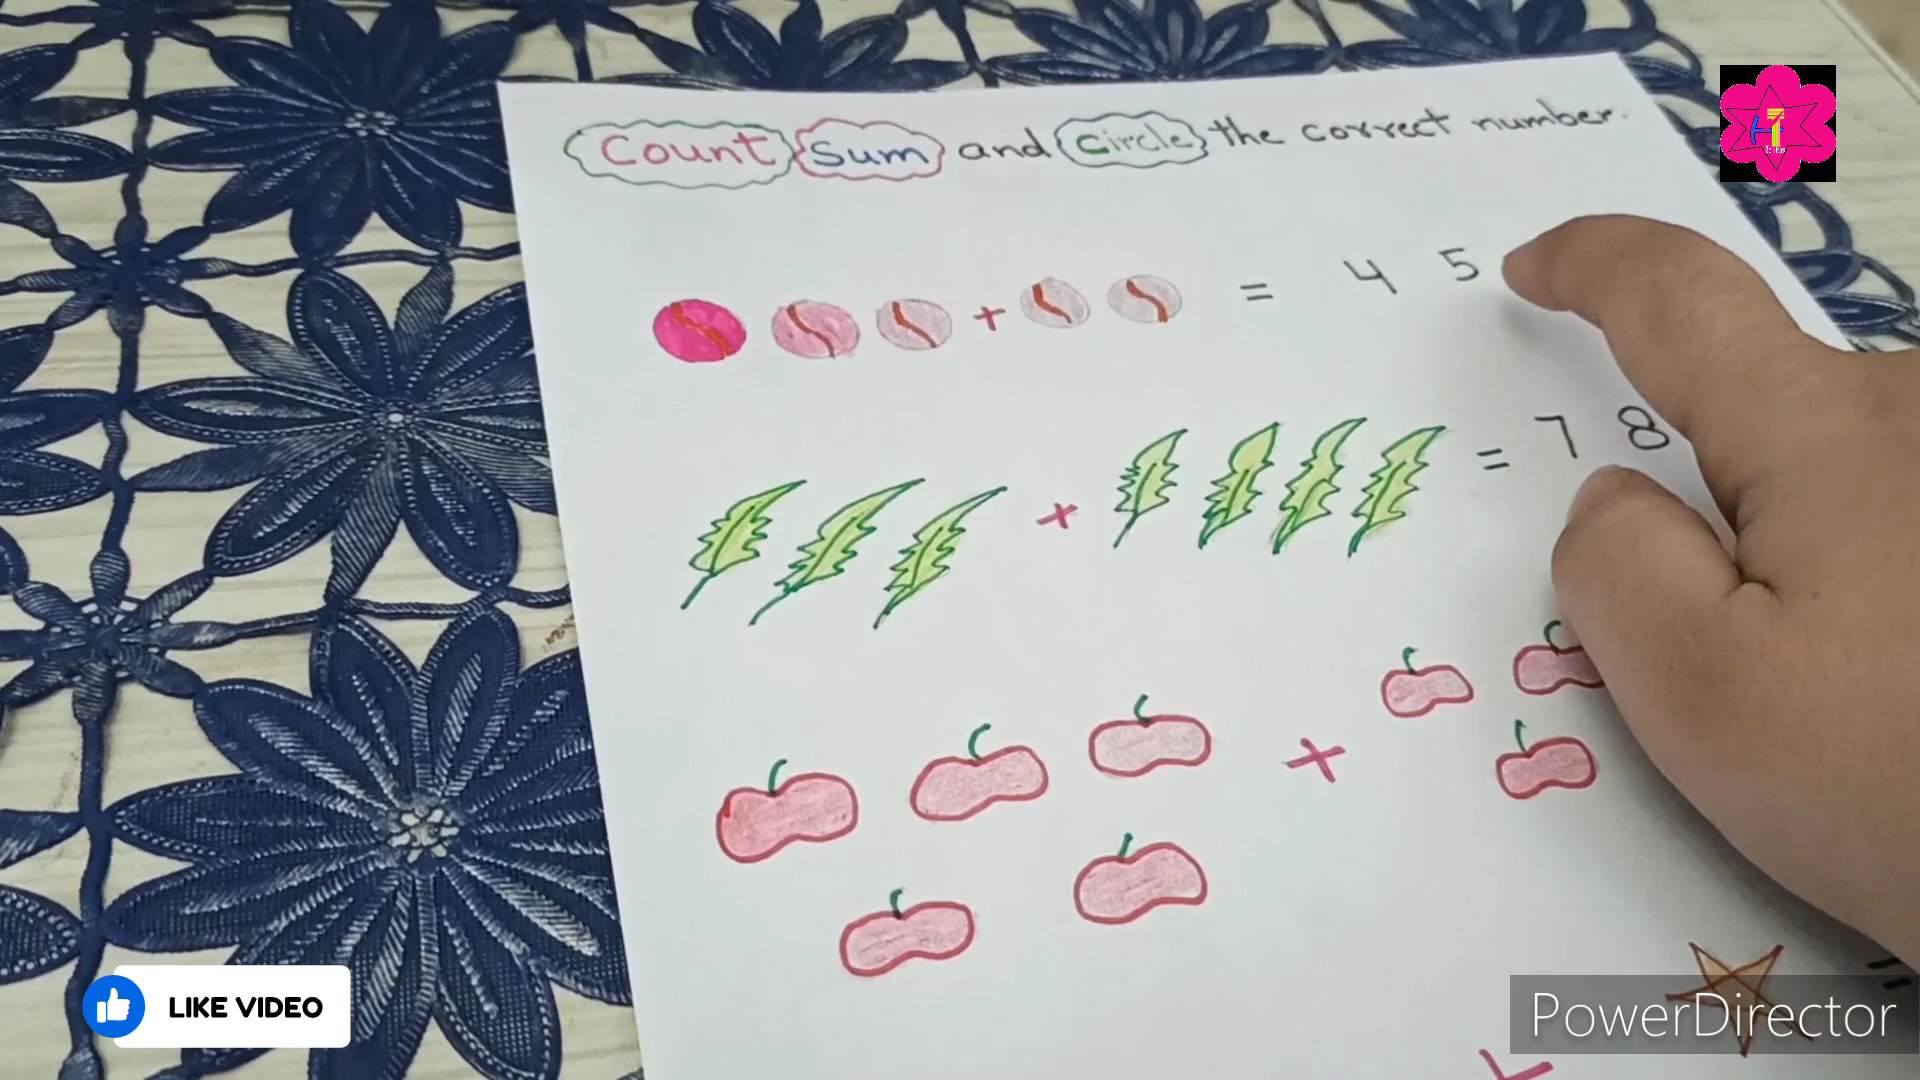 Count Sum and Circle the correct number.
+ = 4 5
+ = 7 8
+
=
LIKE VIDEO
PowerDirector